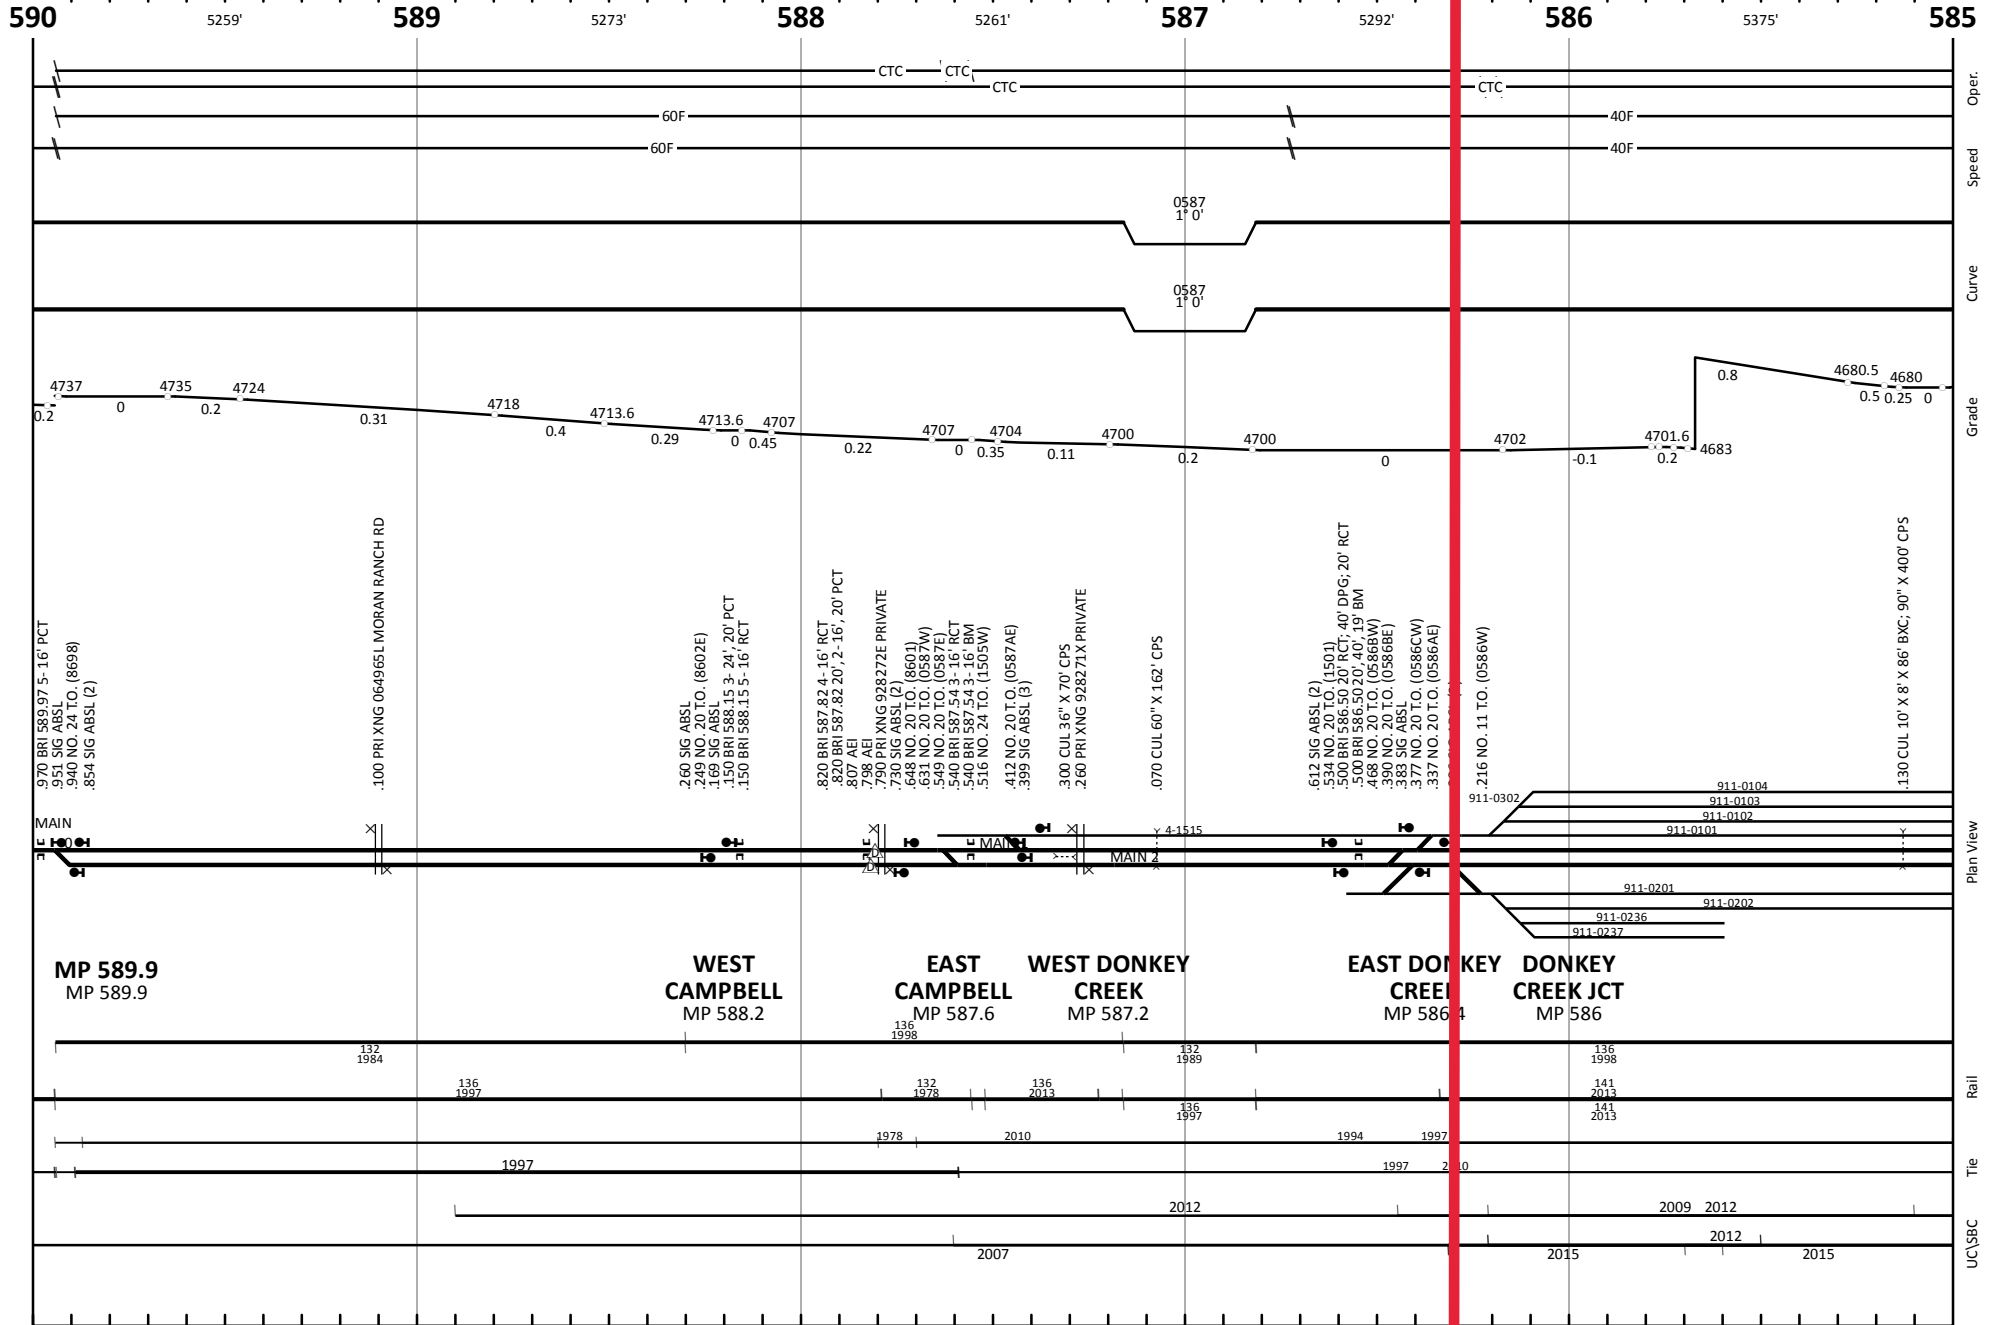 590 5259' 589 5273' 588 5261' 587 5292' 586 5375' 585
CTC CTC
CTC CTC
Oper.
60F 40F
60F 40F
Speed
0587
1° 0'
0587
1° 0'
Curve
4737 4735 4724 4718 4713.6 4713.6 4707 4707 4704 4700 4700 4702 4701.6 4683 4680.5 4680
0.2 0 0.2 0.31 0.4 0.29 0 0.45 0.22 0 0.35 0.11 0.2 0 -0.1 0.2 0.8 0.5 0.25 0
Grade
.970 BRI 589.97 5- 16' PCT
.951 SIG ABSL
.940 NO. 24 T.O. (8698)
.854 SIG ABSL (2)
.100 PRI XNG 064965L MORAN RANCH RD
.260 SIG ABSL
.249 NO. 20 T.O. (8602E)
.169 SIG ABSL
.150 BRI 588.15 3- 24', 20' PCT
.150 BRI 588.15 5- 16' RCT
.820 BRI 587.82 4- 16' RCT
.820 BRI 587.82 20', 2- 16', 20' PCT
.807 AEI
.798 AEI
.790 PRI XNG 928272E PRIVATE
.730 SIG ABSL (2)
.648 NO. 20 T.O. (8601)
.631 NO. 20 T.O. (0587W)
.549 NO. 20 T.O. (0587E)
.540 BRI 587.54 3- 16' RCT
.540 BRI 587.54 3- 16' BM
.516 NO. 24 T.O. (1505W)
.412 NO. 20 T.O. (0587AE)
.399 SIG ABSL (3)
.300 CUL 36" X 70' CPS
.260 PRI XNG 928271X PRIVATE
.070 CUL 60" X 162' CPS
.612 SIG ABSL (2)
.534 NO. 20 T.O. (1501)
.500 BRI 586.50 20' RCT; 40' DPG; 20' RCT
.500 BRI 586.50 20', 40', 19' BM
.468 NO. 20 T.O. (0586BW)
.390 NO. 20 T.O. (0586BE)
.383 SIG ABSL
.377 NO. 20 T.O. (0586CW)
.337 NO. 20 T.O. (0586AE)
.216 NO. 11 T.O. (0586W)
.130 CUL 10' X 8' X 86' BXC; 90" X 400' CPS
911-0104
911-0302
911-0103
911-0102
911-0101
4-1515
MAIN
MAIN 2
911-0201
911-0202
911-0236
911-0237
Plan View
MP 589.9
MP 589.9
WEST
CAMPBELL
MP 588.2
EAST
CAMPBELL
MP 587.6
WEST DONKEY
CREEK
MP 587.2
EAST DONKEY
CREEK
MP 586.4
DONKEY
CREEK JCT
MP 586
132
1984
136
1998
132
1989
136
1998
136
1997
132
1978
136
2013
136
1997
141
2013
141
2013
Rail
1978 2010 1994 1997
1997 1997
Tie
2012 2009 2012
2007 2015 2012 2015
UC\SBC